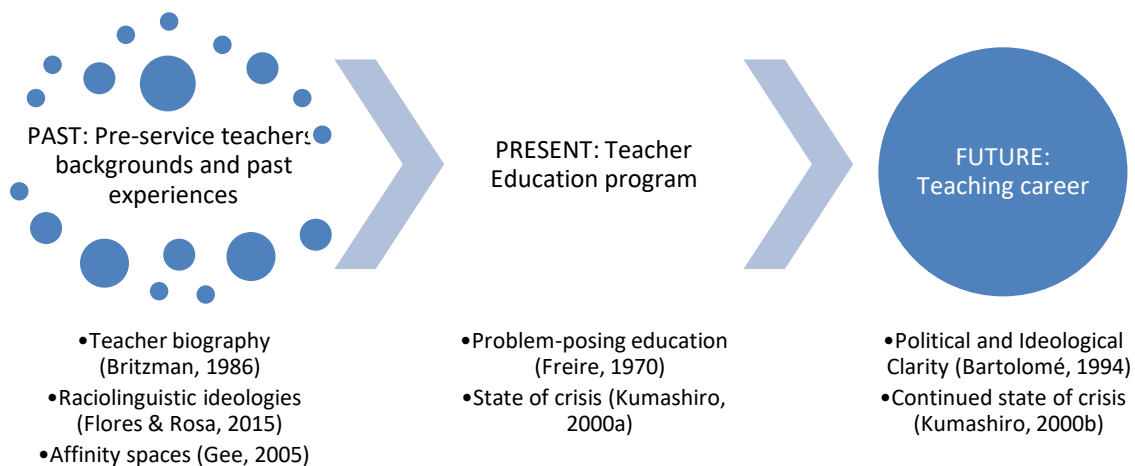 PAST: Pre-service teachers
backgrounds and past
experiences
PRESENT: Teacher
Education program
FUTURE:
Teaching career
•Teacher biography
(Britzman, 1986)
•Raciolinguistic ideologies
(Flores & Rosa, 2015)
•Affinity spaces (Gee, 2005)
•Problem-posing education
(Freire, 1970)
•State of crisis (Kumashiro,
2000a)
•Political and Ideological
Clarity (Bartolomé, 1994)
•Continued state of crisis
(Kumashiro, 2000b)